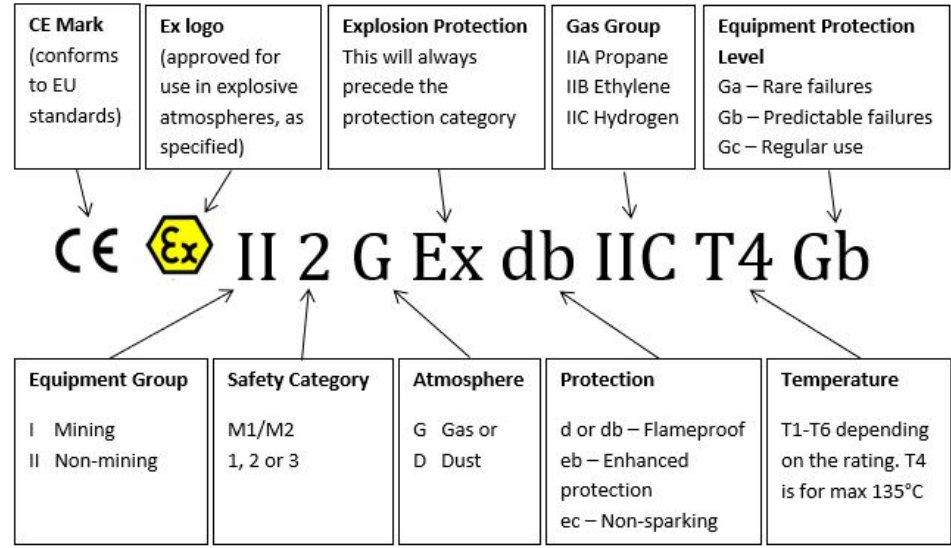 CE Mark
(conforms
to EU
standards)
Ex logo
(approved for
use in explosive
atmospheres, as
specified)
Explosion Protection
This will always
precede the
protection category
Gas Group
IIA Propane
IIB Ethylene
IIC Hydrogen
Equipment Protection
Level
Ga – Rare failures
Gb – Predictable failures
Gc – Regular use
CE Ex II 2 G Ex db IIC T4 Gb
Equipment Group
I Mining
II Non-mining
Safety Category
M1/M2
1, 2 or 3
Atmosphere
G Gas or
D Dust
Protection
d or db – Flameproof
eb – Enhanced
protection
ec – Non-sparking
Temperature
T1-T6 depending
on the rating. T4
is for max 135°C